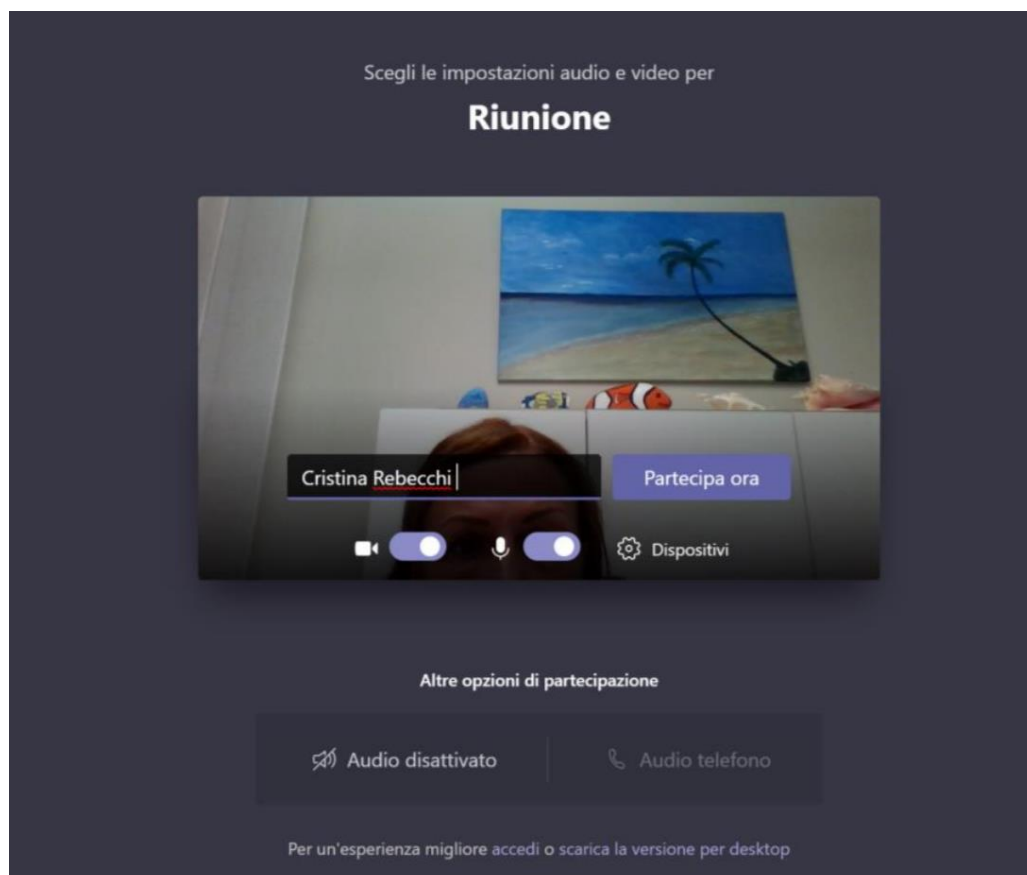 Scegli le impostazioni audio e video per
Riunione
Cristina Rebecchi
Partecipa ora
Dispositivi
Altre opzioni di partecipazione
Audio disattivato
Audio telefono
Per un'esperienza migliore accedi o scarica la versione per desktop